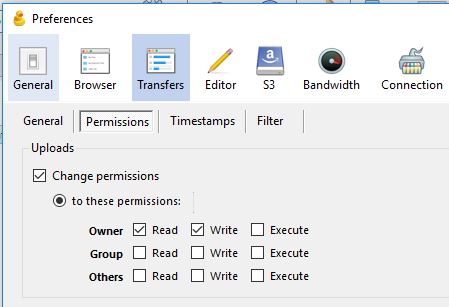 Preferences
General Browser Transfers Editor S3 Bandwidth Connection
General Permissions Timestamps Filter
Uploads
Change permissions
to these permissions:
Owner Read Write Execute
Group Read Write Execute
Others Read Write Execute